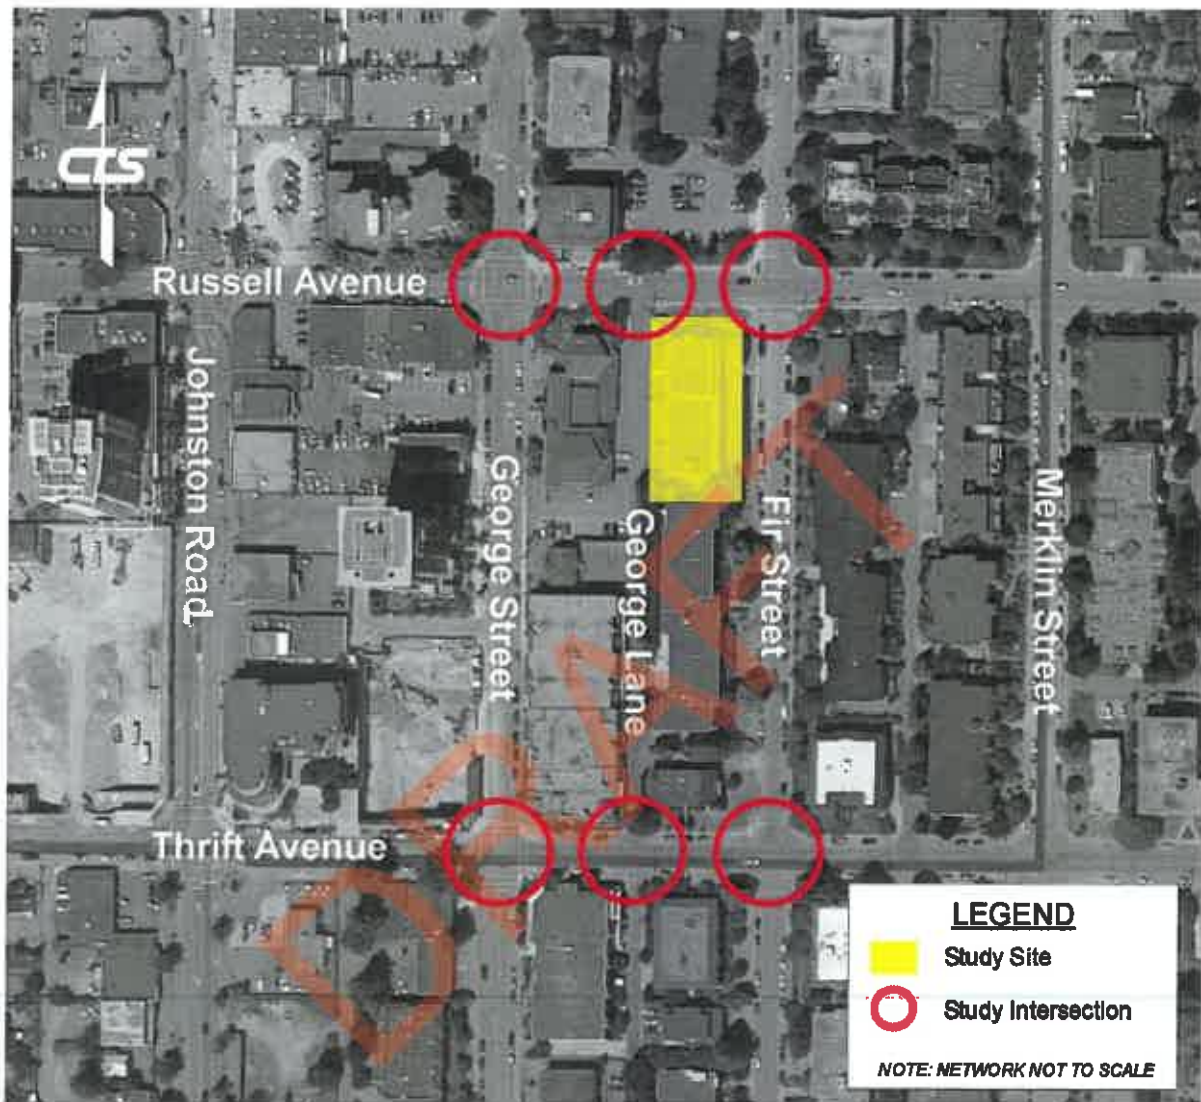 CTS
Russell Avenue
Johnston Road
George Street
George Lane
Fir Street
Merklin Street
DRAFT
Thrift Avenue
LEGEND
Study Site
Study Intersection
NOTE: NETWORK NOT TO SCALE